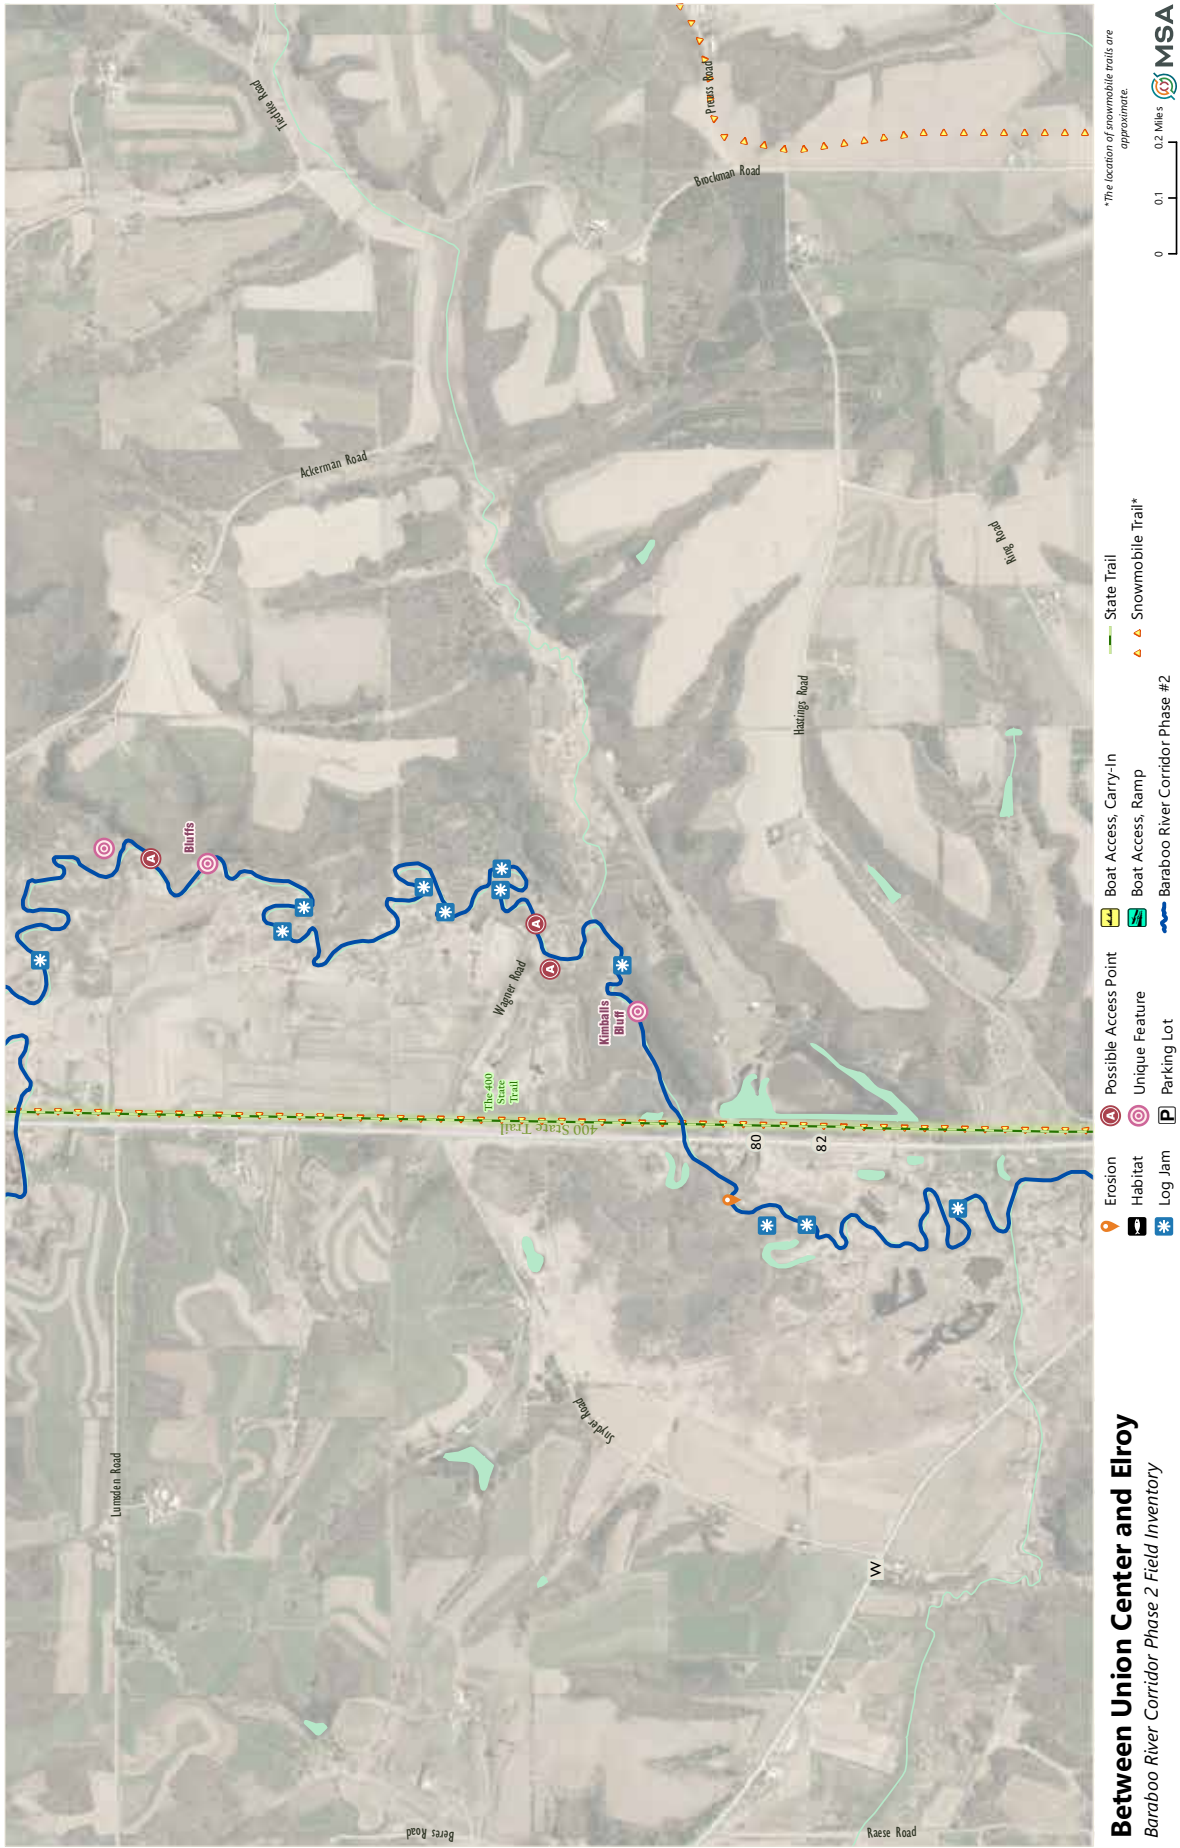 Between Union Center and Elroy
Baraboo River Corridor Phase 2 Field Inventory
Erosion
Habitat
Log Jam
A Possible Access Point
Unique Feature
P Parking Lot
Boat Access, Carry-In
Boat Access, Ramp
Baraboo River Corridor Phase #2
State Trail
Snowmobile Trail*
*The location of snowmobile trails are
approximate.
0 0.1 0.2 Miles
MSA
Beres Road
Lumsden Road
Raese Road
W
Snyder Road
80
82
400 State Trail
The 400
State
Trail
Wagner Road
Kimballs
Bluff
A
A
A
Bluffs
Hastings Road
Ring Road
Ackerman Road
Brockman Road
Preuss Road
Tieddke Road